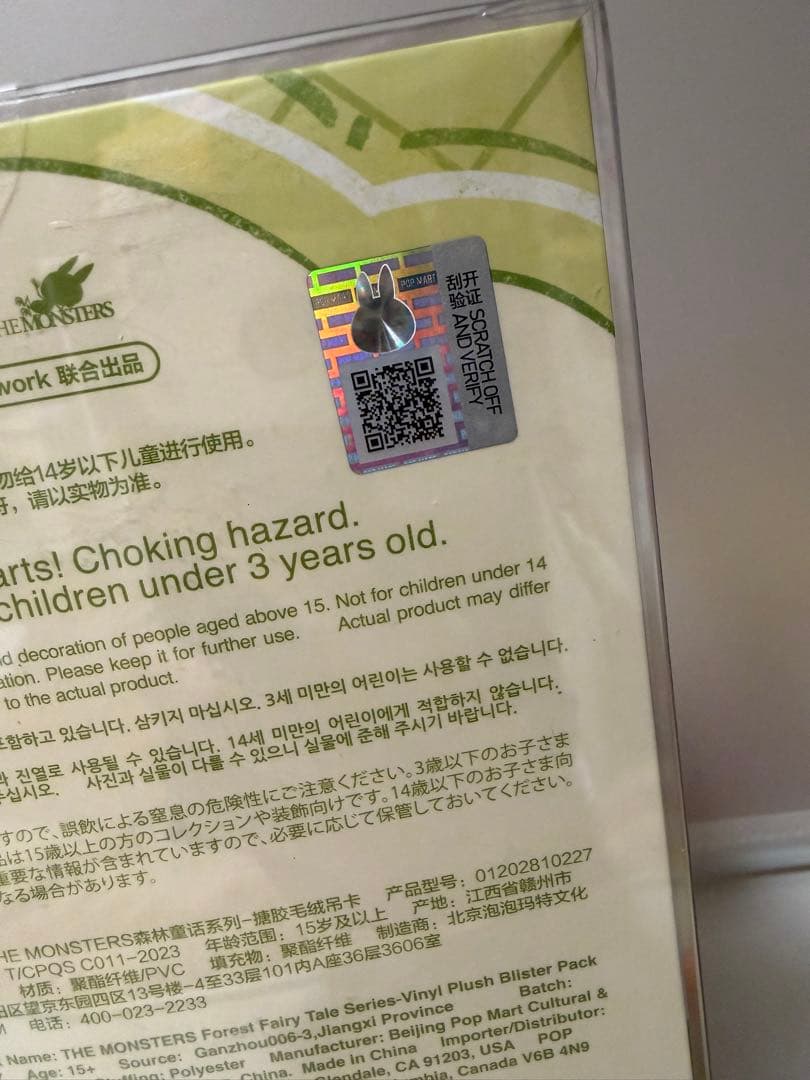 POP MART
POP MART
开证
刮验
SCRATCH OFF
AND VERIFY
THE MONSTERS
work 联合出品
勿给14岁以下儿童进行使用。
符，请以实物为准。
arts! Choking hazard.
children under 3 years old.
nd decoration of people aged above 15. Not for children under 14
ation. Please keep it for further use. Actual product may differ
to the actual product.
포함하고 있습니다. 삼키지 마십시오. 3세 미만의 어린이는 사용할 수 없습니다.
과 진열로 사용될 수 있습니다. 14세 미만의 어린이에게 적합하지 않습니다.
주십시오. 사진과 실물이 다를 수 있으니 실물에 준해 주시기 바랍니다.
ますので、誤飲による窒息の危険性にご注意ください。3歳以下のお子さま
品は15歳以上の方のコレクションや装飾向けです。14歳以下のお子さま向
重要な情報が含まれていますので、必要に応じて保管しておいてください。
なる場合があります。
THE MONSTERS森林童话系列-搪胶毛绒吊卡 产品型号：01202810227
T/CPQS C011-2023 年龄范围：15岁及以上 产地：江西省赣州市
材质：聚酯纤维/PVC 填充物：聚酯纤维 制造商：北京泡泡玛特文化
阳区望京东园四区13号楼-4至33层101内A座36层3606室
M 电话：400-023-2233
Name: THE MONSTERS Forest Fairy Tale Series-Vinyl Plush Blister Pack
Age: 15+ Source: Ganzhou006-3,Jiangxi Province Batch:
Stuffing: Polyester Manufacturer: Beijing Pop Mart Cultural &
China. Made in China Importer/Distributor:
Glendale, CA 91203, USA POP
Columbia, Canada V6B 4N9